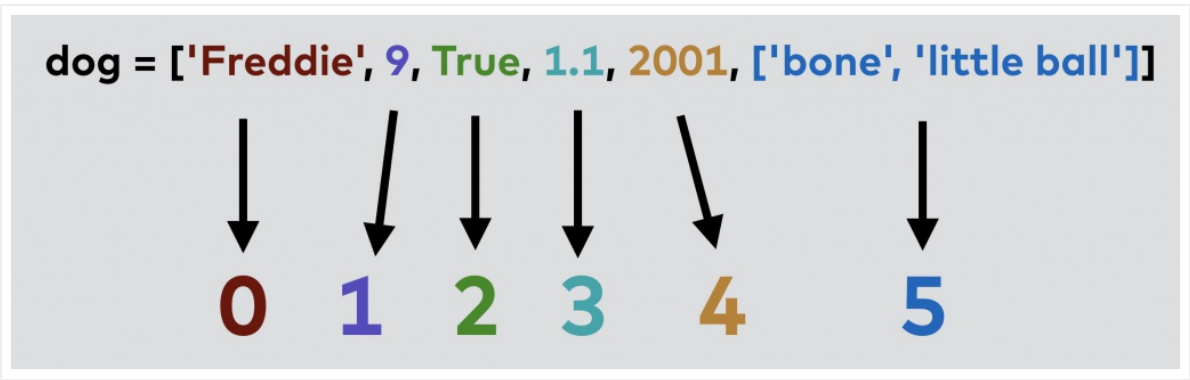 dog = ['Freddie', 9, True, 1.1, 2001, ['bone', 'little ball']]
0 1 2 3 4 5